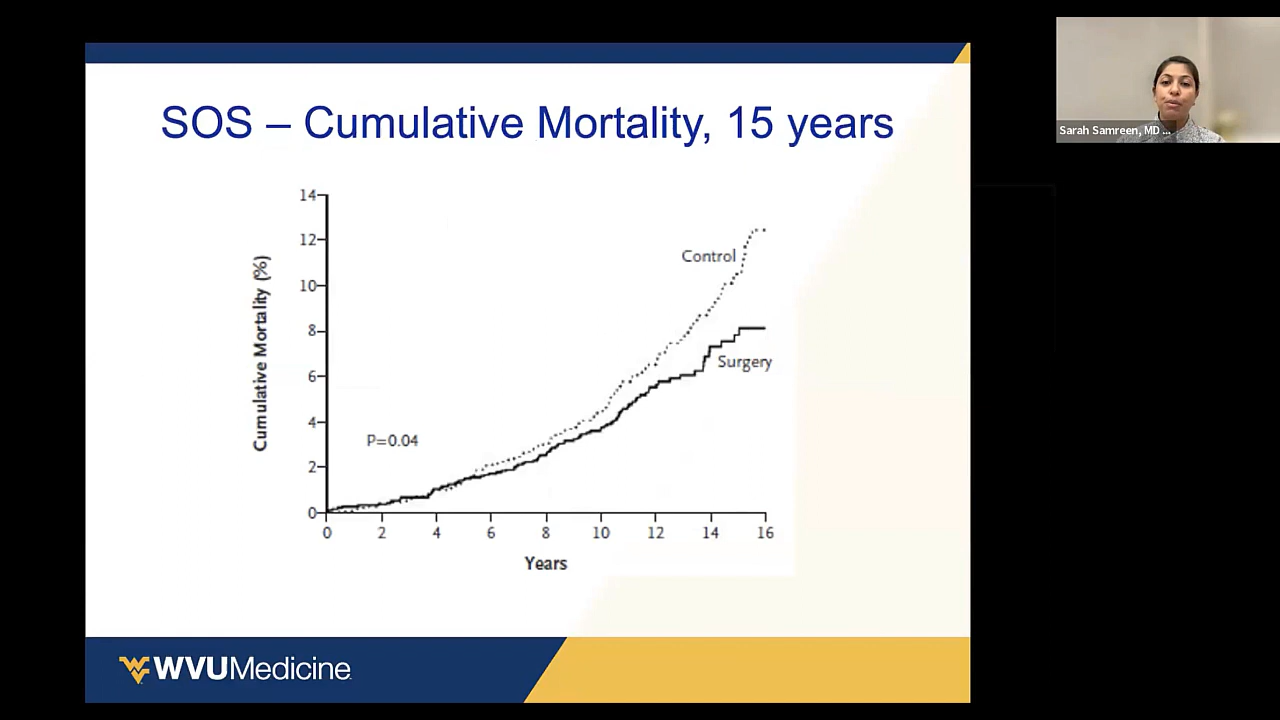 SOS – Cumulative Mortality, 15 years
14
12
10
8
6
4
2
0
Cumulative Mortality (%)
Control
Surgery
P=0.04
0 2 4 6 8 10 12 14 16
Years
WVUMedicine
Sarah Samreen, MD ...